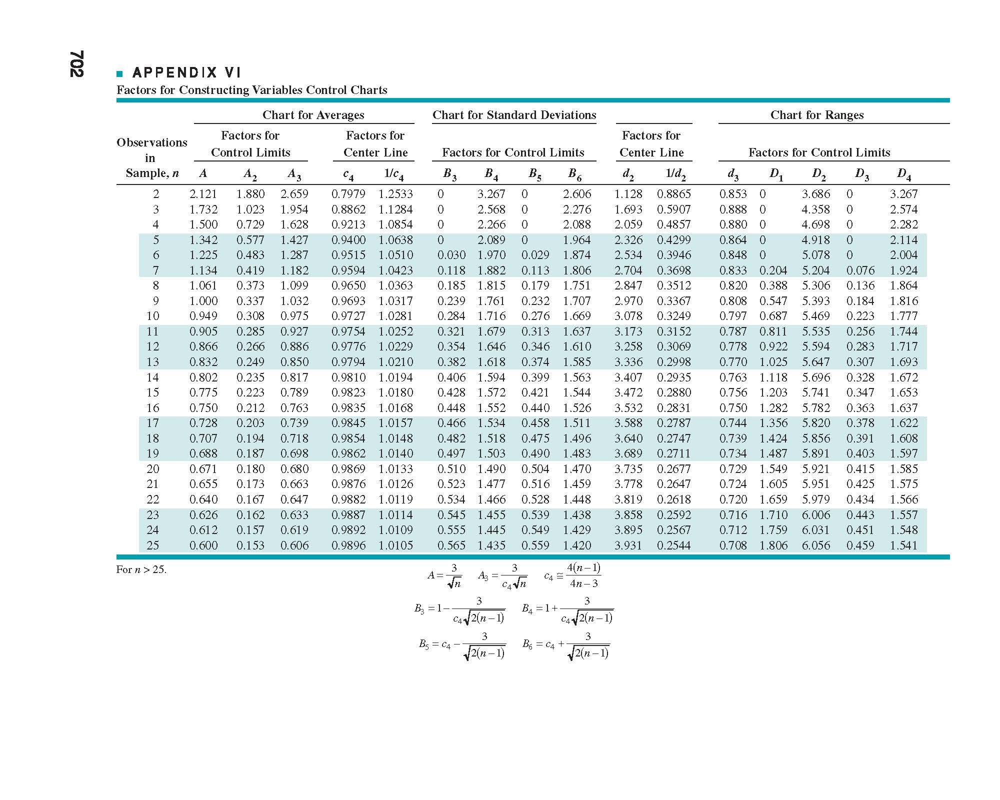 702
■ APPENDIX VI
Factors for Constructing Variables Control Charts
Chart for Averages Chart for Standard Deviations Chart for Ranges
Observations in Sample, n
Factors for Control Limits Factors for Center Line Factors for Control Limits Factors for Center Line Factors for Control Limits
A A2 A3 c4 1/c4 B3 B4 B5 B6 d2 1/d2 d3 D1 D2 D3 D4
2 2.121 1.880 2.659 0.7979 1.2533 0 3.267 0 2.606 1.128 0.8865 0.853 0 3.686 0 3.267
3 1.732 1.023 1.954 0.8862 1.1284 0 2.568 0 2.276 1.693 0.5907 0.888 0 4.358 0 2.574
4 1.500 0.729 1.628 0.9213 1.0854 0 2.266 0 2.088 2.059 0.4857 0.880 0 4.698 0 2.282
5 1.342 0.577 1.427 0.9400 1.0638 0 2.089 0 1.964 2.326 0.4299 0.864 0 4.918 0 2.114
6 1.225 0.483 1.287 0.9515 1.0510 0.030 1.970 0.029 1.874 2.534 0.3946 0.848 0 5.078 0 2.004
7 1.134 0.419 1.182 0.9594 1.0423 0.118 1.882 0.113 1.806 2.704 0.3698 0.833 0.204 5.204 0.076 1.924
8 1.061 0.373 1.099 0.9650 1.0363 0.185 1.815 0.179 1.751 2.847 0.3512 0.820 0.388 5.306 0.136 1.864
9 1.000 0.337 1.032 0.9693 1.0317 0.239 1.761 0.232 1.707 2.970 0.3367 0.808 0.547 5.393 0.184 1.816
10 0.949 0.308 0.975 0.9727 1.0281 0.284 1.716 0.276 1.669 3.078 0.3249 0.797 0.687 5.469 0.223 1.777
11 0.905 0.285 0.927 0.9754 1.0252 0.321 1.679 0.313 1.637 3.173 0.3152 0.787 0.811 5.535 0.256 1.744
12 0.866 0.266 0.886 0.9776 1.0229 0.354 1.646 0.346 1.610 3.258 0.3069 0.778 0.922 5.594 0.283 1.717
13 0.832 0.249 0.850 0.9794 1.0210 0.382 1.618 0.374 1.585 3.336 0.2998 0.770 1.025 5.647 0.307 1.693
14 0.802 0.235 0.817 0.9810 1.0194 0.406 1.594 0.399 1.563 3.407 0.2935 0.763 1.118 5.696 0.328 1.672
15 0.775 0.223 0.789 0.9823 1.0180 0.428 1.572 0.421 1.544 3.472 0.2880 0.756 1.203 5.741 0.347 1.653
16 0.750 0.212 0.763 0.9835 1.0168 0.448 1.552 0.440 1.526 3.532 0.2831 0.750 1.282 5.782 0.363 1.637
17 0.728 0.203 0.739 0.9845 1.0157 0.466 1.534 0.458 1.511 3.588 0.2787 0.744 1.356 5.820 0.378 1.622
18 0.707 0.194 0.718 0.9854 1.0148 0.482 1.518 0.475 1.496 3.640 0.2747 0.739 1.424 5.856 0.391 1.608
19 0.688 0.187 0.698 0.9862 1.0140 0.497 1.503 0.490 1.483 3.689 0.2711 0.734 1.487 5.891 0.403 1.597
20 0.671 0.180 0.680 0.9869 1.0133 0.510 1.490 0.504 1.470 3.735 0.2677 0.729 1.549 5.921 0.415 1.585
21 0.655 0.173 0.663 0.9876 1.0126 0.523 1.477 0.516 1.459 3.778 0.2647 0.724 1.605 5.951 0.425 1.575
22 0.640 0.167 0.647 0.9882 1.0119 0.534 1.466 0.528 1.448 3.819 0.2618 0.720 1.659 5.979 0.434 1.566
23 0.626 0.162 0.633 0.9887 1.0114 0.545 1.455 0.539 1.438 3.858 0.2592 0.716 1.710 6.006 0.443 1.557
24 0.612 0.157 0.619 0.9892 1.0109 0.555 1.445 0.549 1.429 3.895 0.2567 0.712 1.759 6.031 0.451 1.548
25 0.600 0.153 0.606 0.9896 1.0105 0.565 1.435 0.559 1.420 3.931 0.2544 0.708 1.806 6.056 0.459 1.541
For n > 25.
A = 3/√n A3 = 3/(c4√n) c4 ≅ 4(n−1)/(4n−3)
B3 = 1− 3/(c4√2(n−1)) B4 = 1+ 3/(c4√2(n−1))
B5 = c4 − 3/√2(n−1) B6 = c4 + 3/√2(n−1)